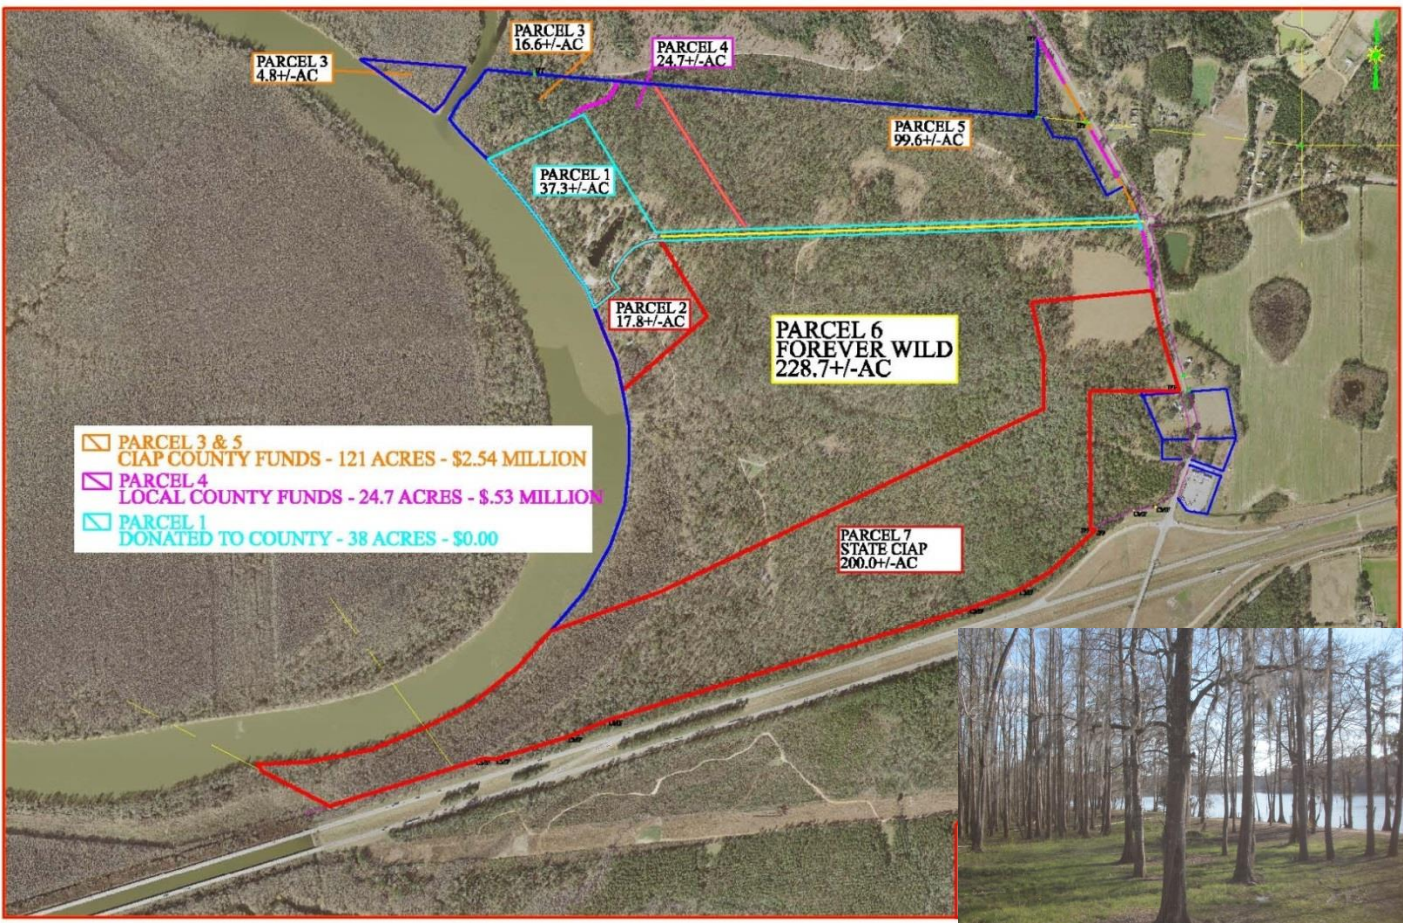 PARCEL 3
16.6+/-AC
PARCEL 4
24.7+/-AC
PARCEL 3
4.8+/-AC
PARCEL 5
99.6+/-AC
PARCEL 1
37.3+/-AC
PARCEL 2
17.8+/-AC
PARCEL 6
FOREVER WILD
228.7+/-AC
PARCEL 3 & 5
CIAP COUNTY FUNDS - 121 ACRES - $2.54 MILLION
PARCEL 4
LOCAL COUNTY FUNDS - 24.7 ACRES - $.53 MILLION
PARCEL 1
DONATED TO COUNTY - 38 ACRES - $0.00
PARCEL 7
STATE CIAP
200.0+/-AC